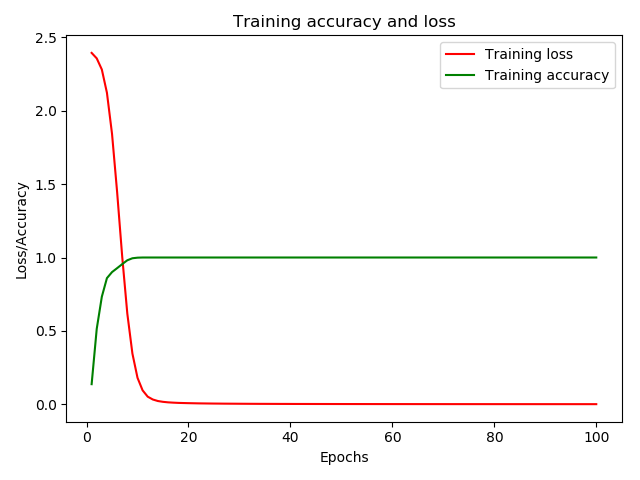 Training accuracy and loss
2.5
2.0
1.5
1.0
0.5
0.0
Loss/Accuracy
Training loss
Training accuracy
0 20 40 60 80 100
Epochs